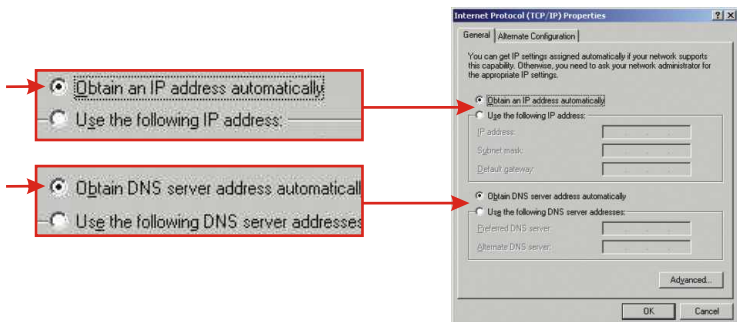 Obtain an IP address automatically
Use the following IP address:
Obtain DNS server address automaticall
Use the following DNS server addresses
Internet Protocol (TCP/IP) Properties
General
Alternate Configuration
You can get IP settings assigned automatically if your network supports
this capability. Otherwise, you need to ask your network administrator for
the appropriate IP settings.
Obtain an IP address automatically
Use the following IP address:
IP address:
Subnet mask:
Default gateway:
Obtain DNS server address automatically
Use the following DNS server addresses:
Preferred DNS server:
Alternate DNS server:
Advanced...
OK
Cancel